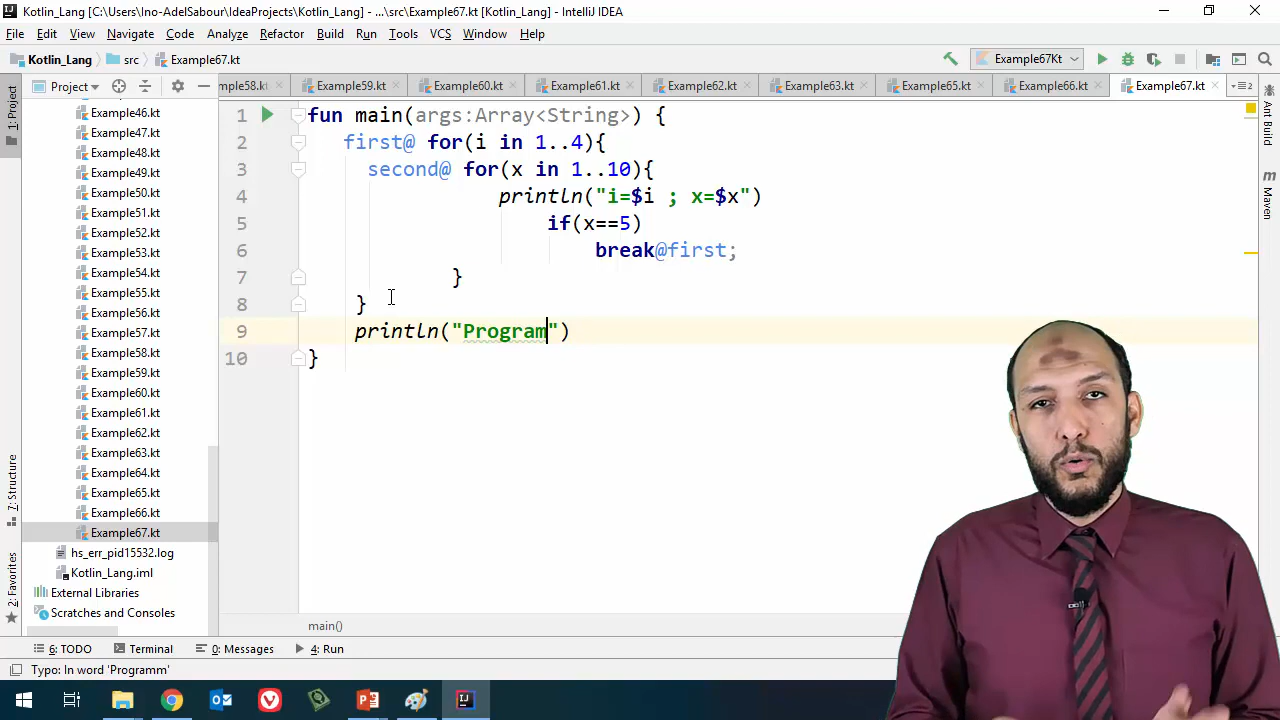 Kotlin_Lang [C:\Users\Ino-AdelSabour\IdeaProjects\Kotlin_Lang] - ...\src\Example67.kt [Kotlin_Lang] - IntelliJ IDEA
File Edit View Navigate Code Analyze Refactor Build Run Tools VCS Window Help
Kotlin_Lang src Example67.kt Example67Kt
Project mple58.kt Example59.kt Example60.kt Example61.kt Example62.kt Example63.kt Example65.kt Example66.kt Example67.kt
1: Project
7: Structure
2: Favorites
Example46.kt
Example47.kt
Example48.kt
Example49.kt
Example50.kt
Example51.kt
Example52.kt
Example53.kt
Example54.kt
Example55.kt
Example56.kt
Example57.kt
Example58.kt
Example59.kt
Example60.kt
Example61.kt
Example62.kt
Example63.kt
Example64.kt
Example65.kt
Example66.kt
Example67.kt
hs_err_pid15532.log
Kotlin_Lang.iml
External Libraries
Scratches and Consoles
1 fun main(args:Array<String>) {
2 first@ for(i in 1..4){
3 second@ for(x in 1..10){
4 println("i=$i ; x=$x")
5 if(x==5)
6 break@first;
7 }
8 }
9 println("Program")
10 }
main()
Ant Build
m Maven
6: TODO Terminal 0: Messages 4: Run
Typo: In word 'Programm'